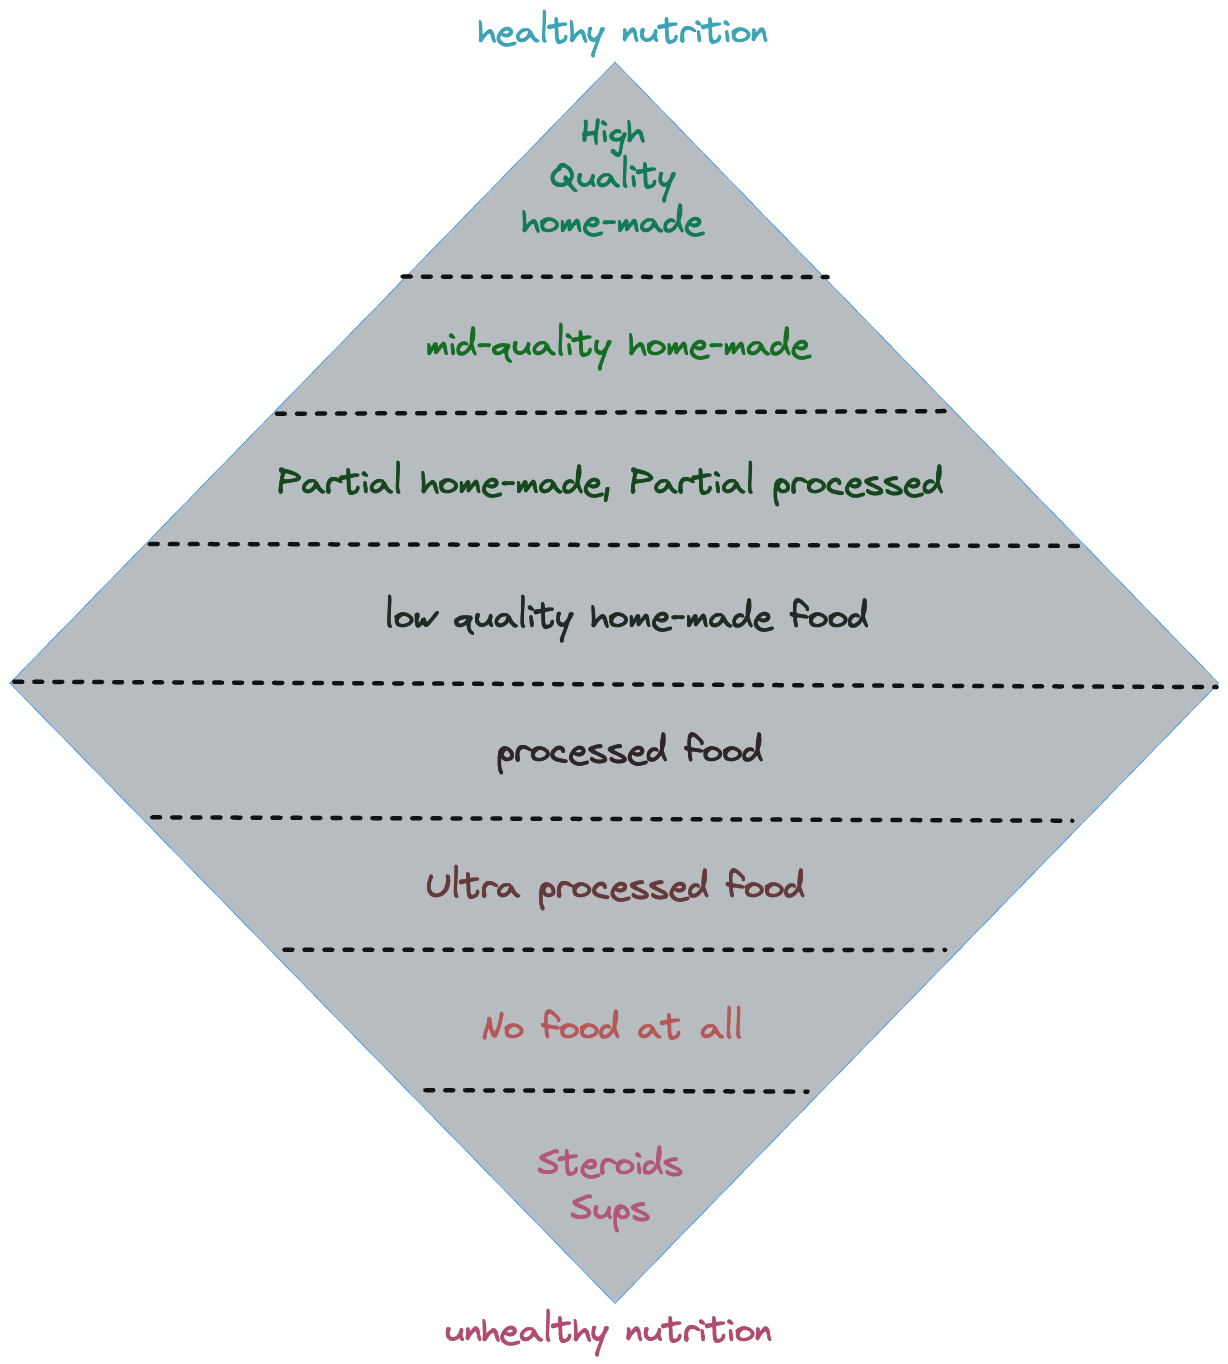 healthy nutrition
High
Quality
home-made
mid-quality home-made
Partial home-made, Partial processed
low quality home-made food
processed food
Ultra processed food
No food at all
Steroids
Sups
unhealthy nutrition